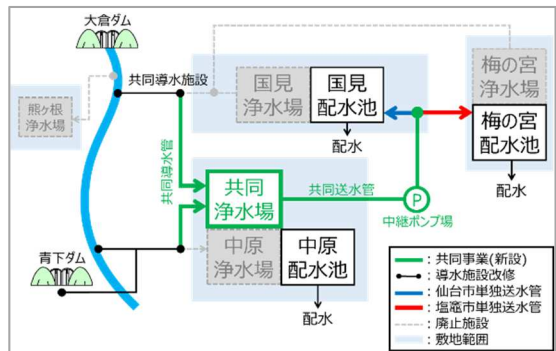 大倉ダム
共同導水施設
熊ヶ根
浄水場
国見
浄水場
国見
配水池
配水
梅の宮
浄水場
梅の宮
配水池
配水
共同導水管
共同
浄水場
共同送水管
P
中継ポンプ場
中原
浄水場
中原
配水池
配水
青下ダム
：共同事業(新設)
：導水施設改修
：仙台市単独送水管
：塩竈市単独送水管
：廃止施設
：敷地範囲